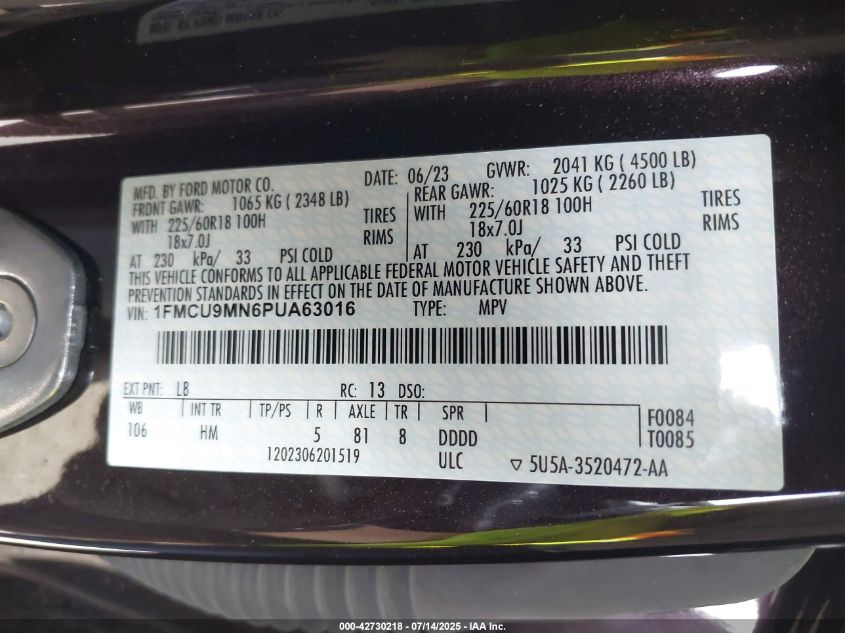 MFD. BY FORD MOTOR CO.
DATE: 06/23 GVWR: 2041 KG ( 4500 LB)
FRONT GAWR: 1065 KG ( 2348 LB)
REAR GAWR: 1025 KG ( 2260 LB)
WITH 225/60R18 100H TIRES
WITH 225/60R18 100H TIRES
18x7.0J RIMS
18x7.0J RIMS
AT 230 kPa/ 33 PSI COLD
AT 230 kPa/ 33 PSI COLD
THIS VEHICLE CONFORMS TO ALL APPLICABLE FEDERAL MOTOR VEHICLE SAFETY AND THEFT
PREVENTION STANDARDS IN EFFECT ON THE DATE OF MANUFACTURE SHOWN ABOVE.
VIN: 1FMCU9MN6PUA63016 TYPE: MPV
EXT PNT: L8 RC: 13 DSO:
WB INT TR TP/PS R AXLE TR SPR
106 HM 5 81 8 DDDD
F0084
T0085
1202306201519 ULC
5U5A-3520472-AA
000-42730218 - 07/14/2025 - IAA Inc.